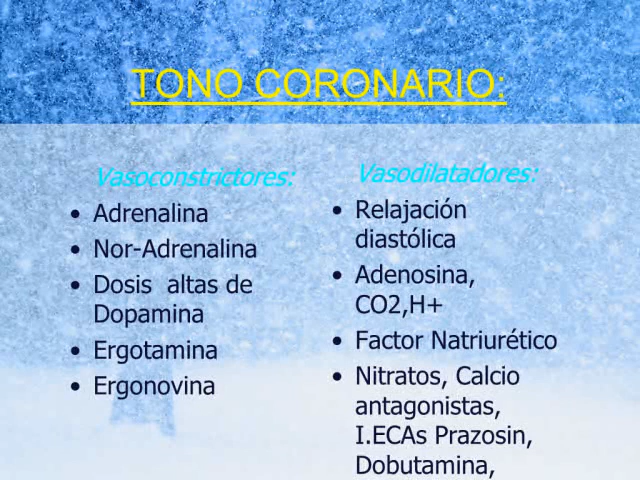 TONO CORONARIO:
Vasoconstrictores:
• Adrenalina
• Nor-Adrenalina
• Dosis altas de
Dopamina
• Ergotamina
• Ergonovina
Vasodilatadores:
• Relajación
diastólica
• Adenosina,
CO2,H+
• Factor Natriurético
• Nitratos, Calcio
antagonistas,
I.ECAs Prazosin,
Dobutamina,